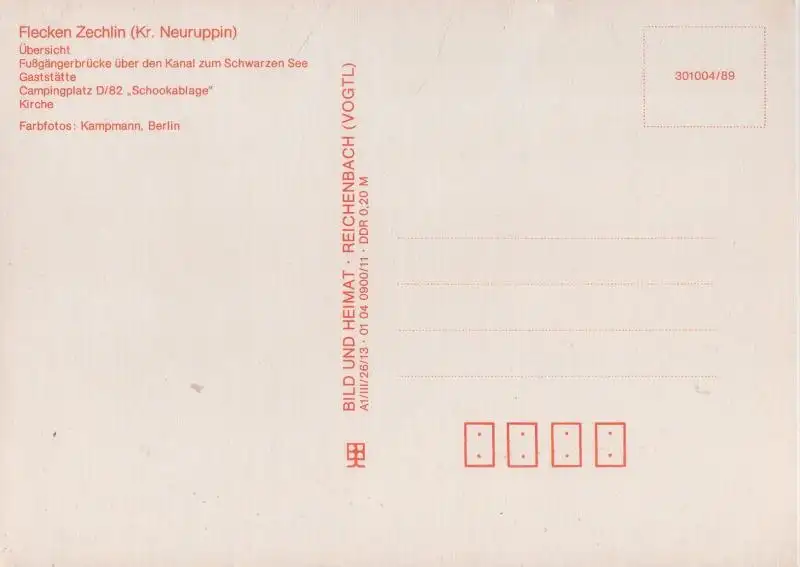 Flecken Zechlin (Kr. Neuruppin)
Übersicht
Fußgängerbrücke über den Kanal zum Schwarzen See
Gaststätte
Campingplatz D/82 „Schookablage"
Kirche
Farbfotos: Kampmann, Berlin
BILD UND HEIMAT · REICHENBACH (VOGTL)
A1/III/26/13 · 01 04 0900/11 · DDR 0,20 M
301004/89